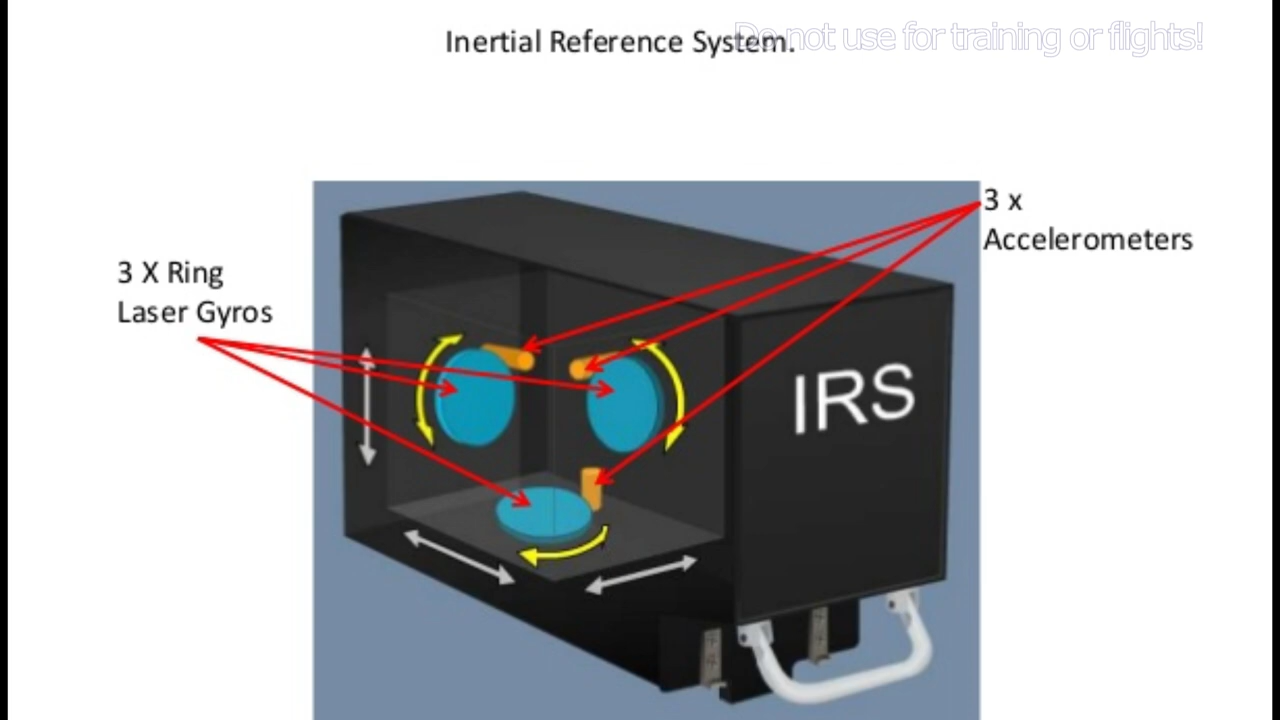 Inertial Reference System.
Do not use for training or flights!
3 x
Accelerometers
3 X Ring
Laser Gyros
IRS